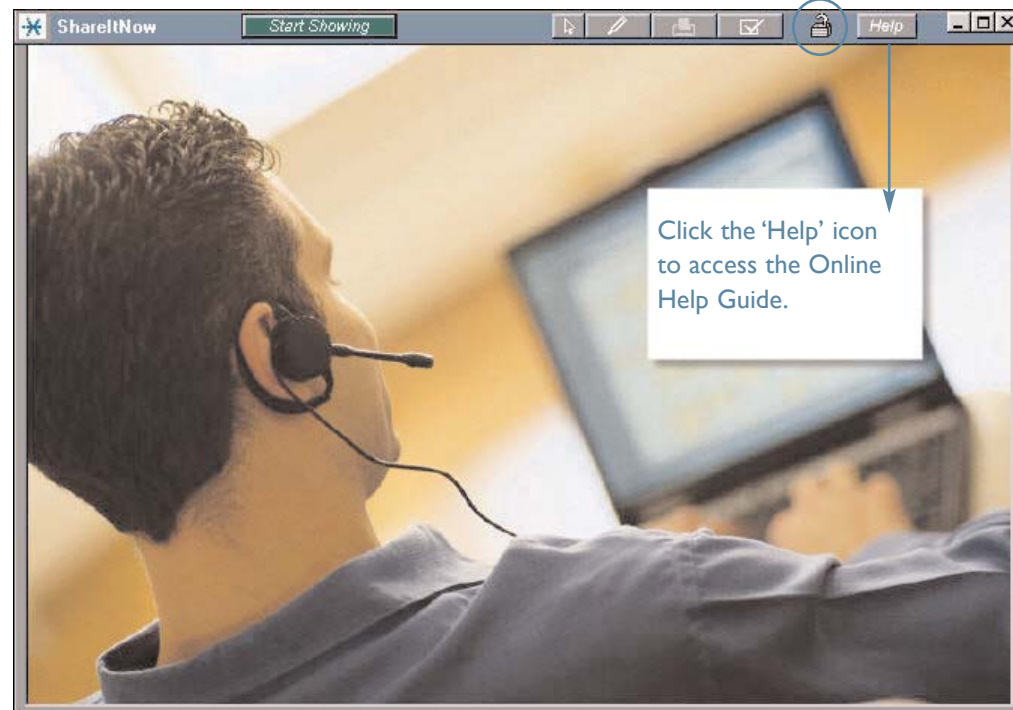 ShareItNow Start Showing Help
Click the ‘Help’ icon
to access the Online
Help Guide.